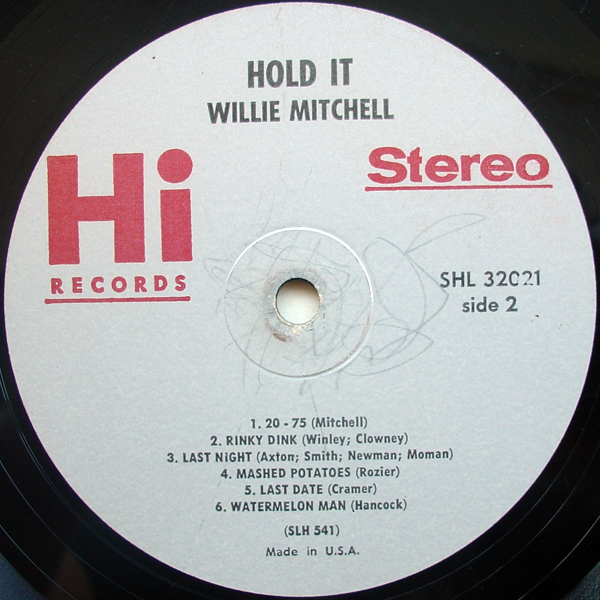 HOLD IT
WILLIE MITCHELL
Hi
RECORDS
Stereo
SHL 32021
side 2
1. 20 - 75 (Mitchell)
2. RINKY DINK (Winley; Clowney)
3. LAST NiGHT (Axton; Smith; Newman; Moman)
4. MASHED POTATOES (Rozier)
5. LAST DATE (Cramer)
6. WATERMELON MAN (Hancock)
(SLH 541)
Made in U.S.A.